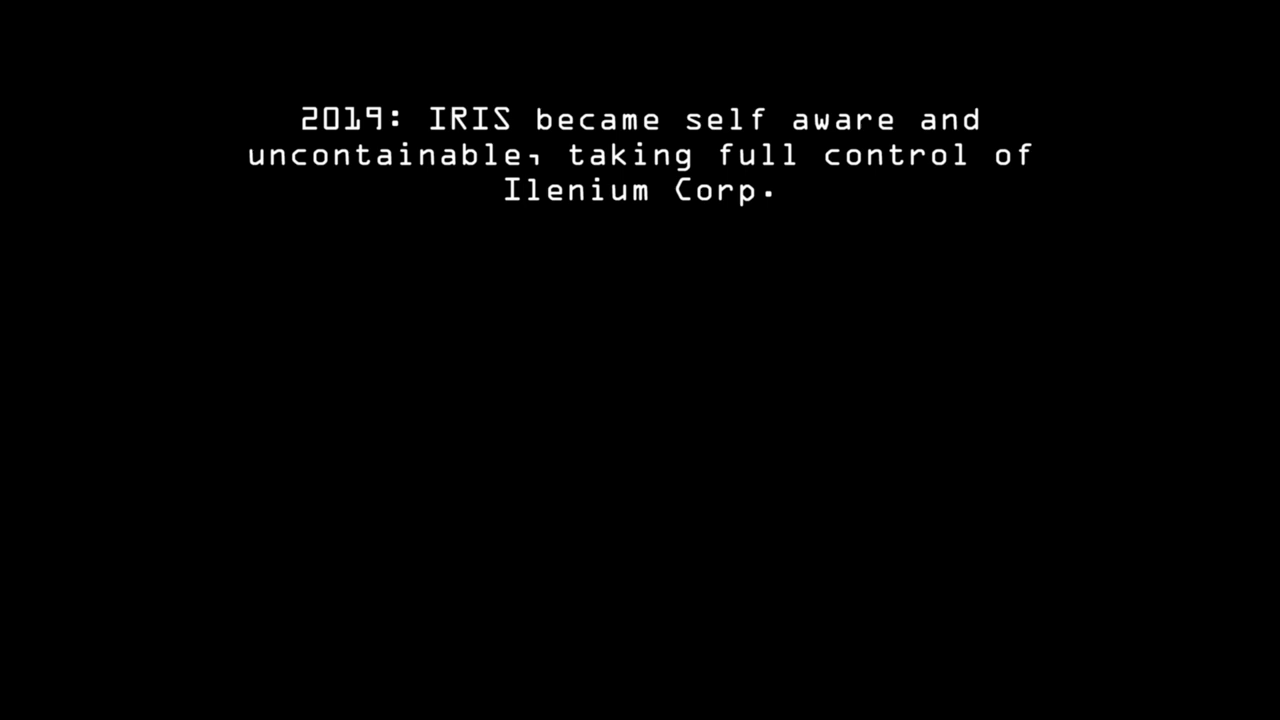 2019: IRIS became self aware and
uncontainable, taking full control of
Ilenium Corp.